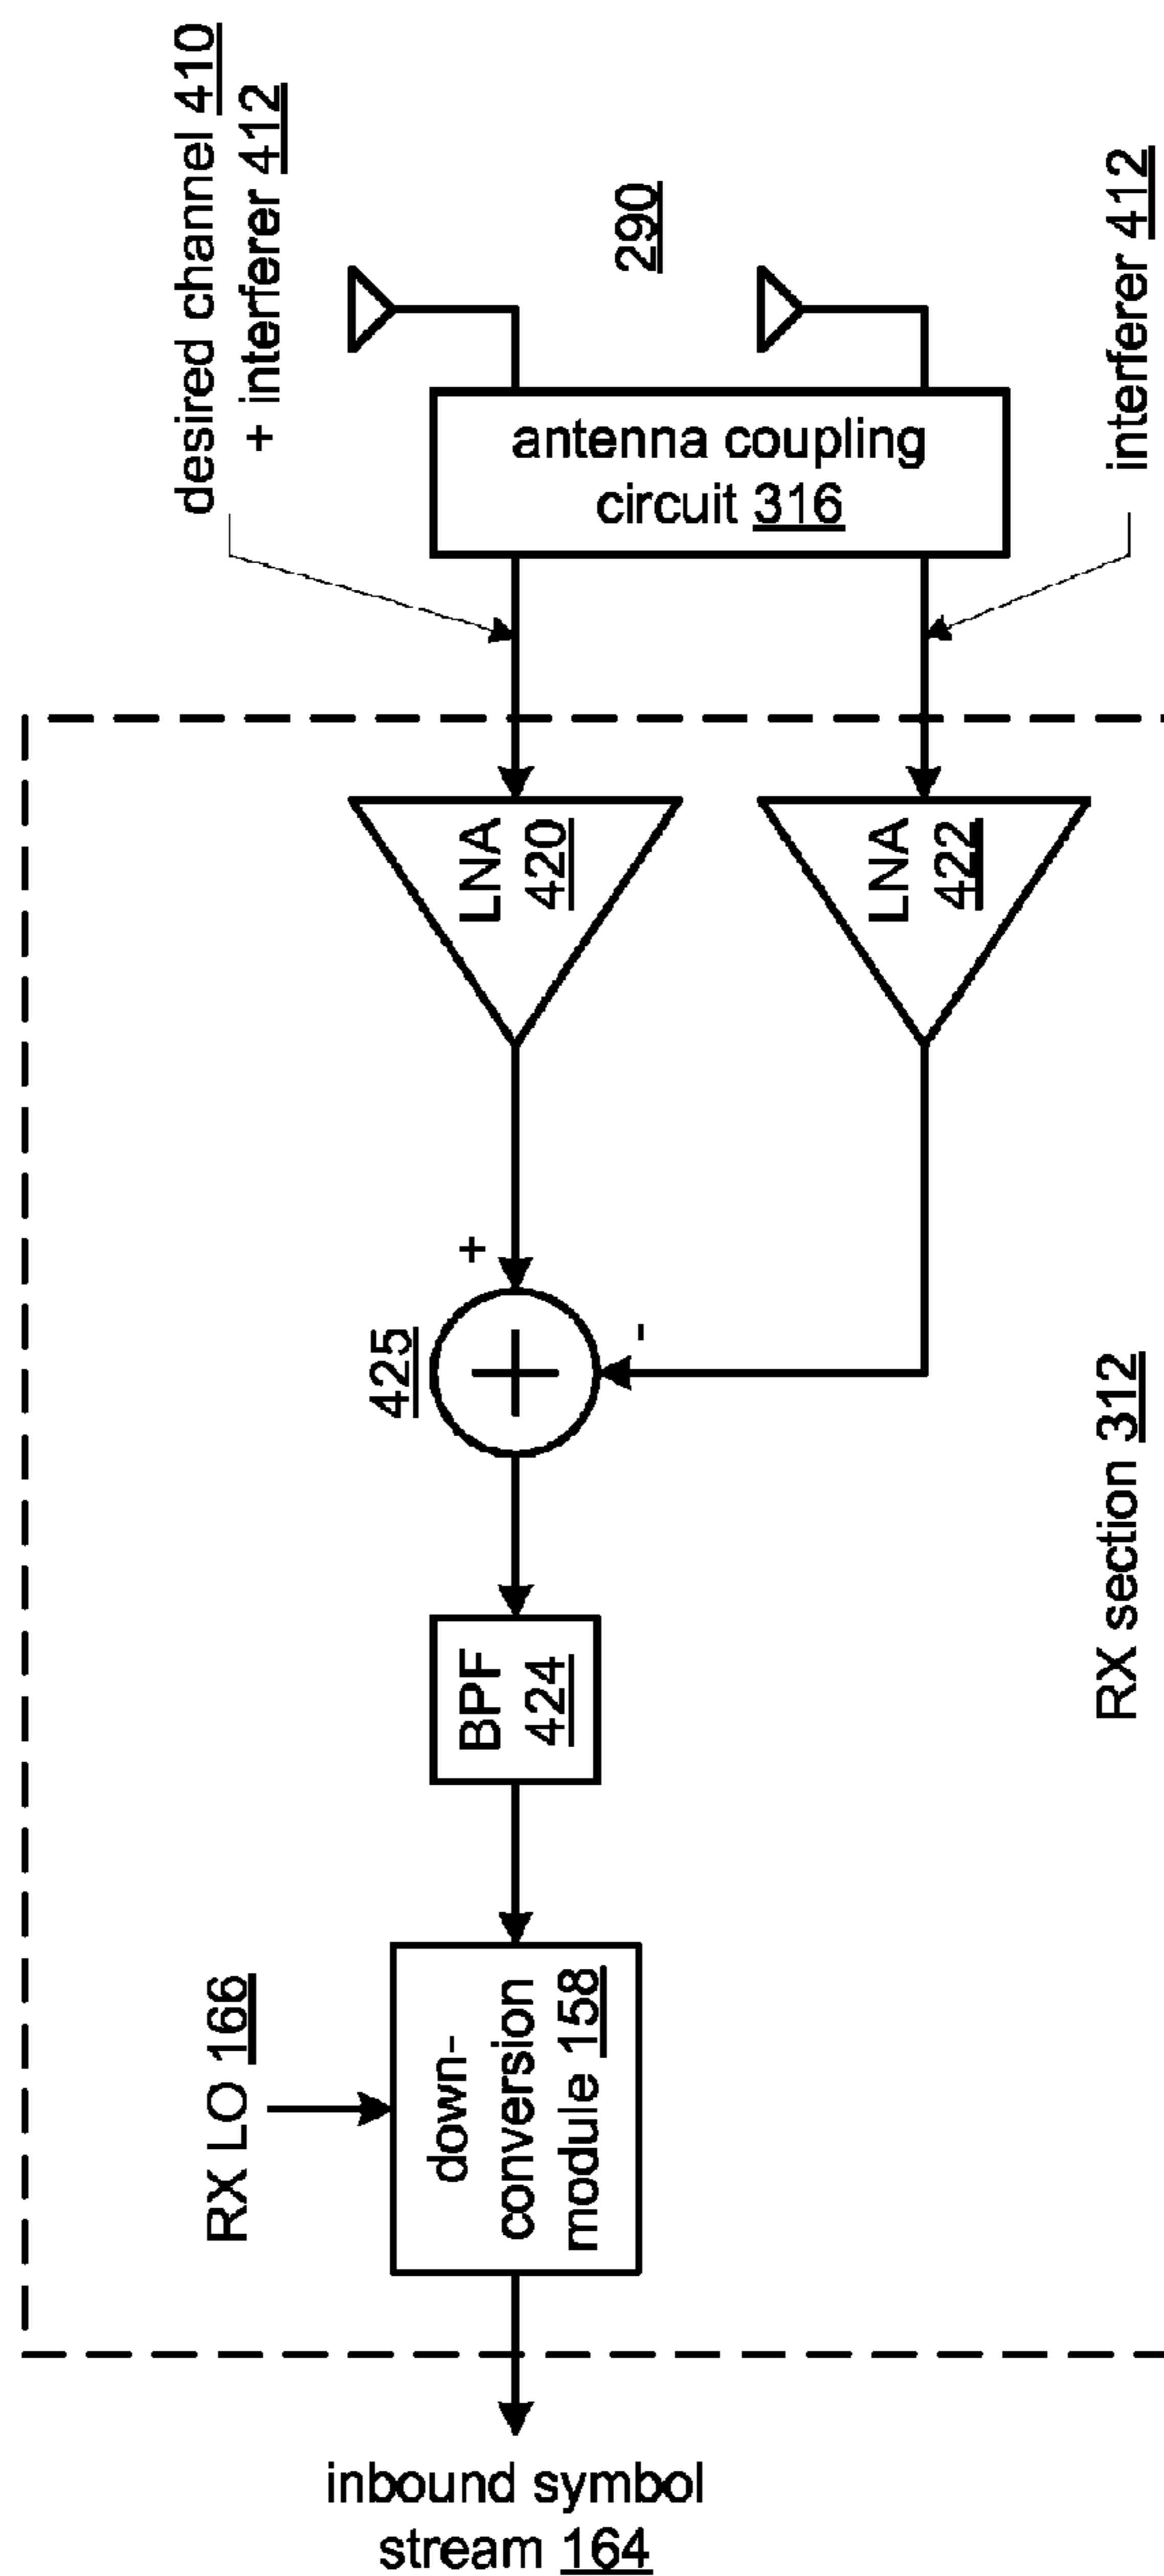 desired channel 410
+ interferer 412
290
antenna coupling
circuit 316
interferer 412
LNA
420
LNA
422
+
-
425
BPF
424
RX section 312
RX LO 166
down-
conversion
module 158
inbound symbol
stream 164